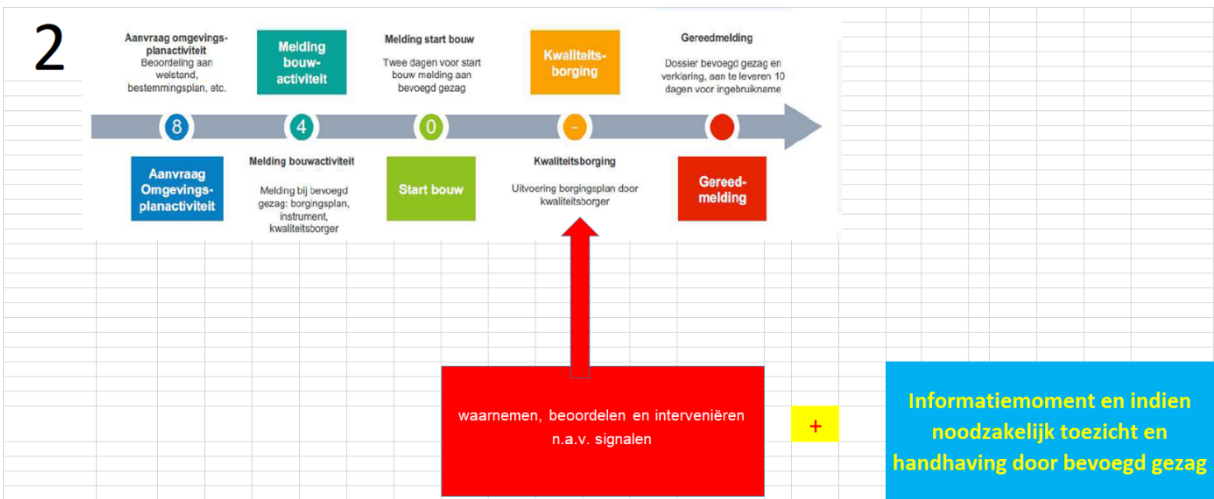 2
Aanvraag omgevings-
planactiviteit
Beoordeling aan
welstand,
bestemmingsplan, etc.
Melding
bouw-
activiteit
Melding start bouw
Twee dagen voor start
bouw melding aan
bevoegd gezag
Kwaliteits-
borging
Gereedmelding
Dossier bevoegd gezag en
verklaring, aan te leveren 10
dagen voor ingebruikname
8
4
0
-
Aanvraag
Omgevings-
planactiviteit
Melding bouwactiviteit
Melding bij bevoegd
gezag: borgingsplan,
instrument,
kwaliteitsborger
Start bouw
Kwaliteitsborging
Uitvoering borgingsplan door
kwaliteitsborger
Gereed-
melding
waarnemen, beoordelen en interveniëren
n.a.v. signalen
+
Informatiemoment en indien
noodzakelijk toezicht en
handhaving door bevoegd gezag